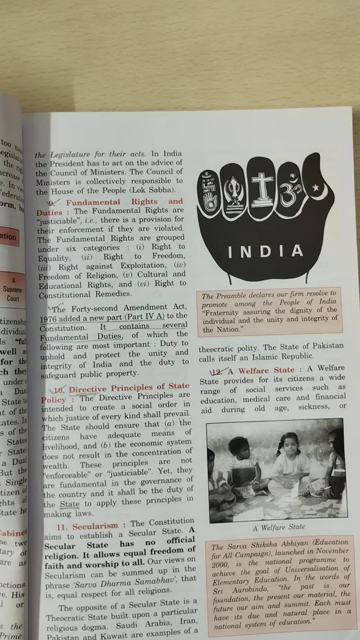 the Legislature for their acts. In India
the President has to act on the advice of
the Council of Ministers. The Council of
Ministers is collectively responsible to
the House of the People (Lok Sabha).
9. Fundamental Rights and
Duties : The Fundamental Rights are
"justiciable", i.e., there is a provision
for their enforcement if they are violated.
The Fundamental Rights are grouped
under six categories : (i) Right to
Equality, (ii) Right to Freedom,
(iii) Right against Exploitation, (iv)
Freedom of Religion, (v) Cultural and
Educational Rights, and (vi) Right to
Constitutional Remedies.
The Forty-second Amendment Act,
1976 added a new part (Part IV A) to the
Constitution. It contains several
Fundamental Duties, of which the
following are most important : Duty to
uphold and protect the unity and
integrity of India and the duty to
safeguard public property.
10. Directive Principles of State
Policy : The Directive Principles are
intended to create a social order in
which justice of every kind shall prevail.
The State should ensure that (a) the
citizens have adequate means of
livelihood, and (b) the economic system
does not result in the concentration of
wealth. These principles are not
"enforceable" or "justiciable". Yet, they
are fundamental in the governance of
the country and it shall be the duty of
the State to apply these principles in
making laws.
11. Secularism : The Constitution
aims to establish a Secular State. A
Secular State has no official
religion. It allows equal freedom of
faith and worship to all. Our views on
Secularism can be summed up in the
phrase 'Sarva Dharma Samabhav', that
is, equal respect for all religions.
The opposite of a Secular State is a
Theocratic State built upon a particular
religious dogma. Saudi Arabia, Iran,
Pakistan and Kuwait are examples of a
INDIA
The Preamble declares our firm resolve to
promote among the People of India
"Fraternity assuring the dignity of the
individual and the unity and integrity of
the Nation."
theocratic polity. The State of Pakistan
calls itself an Islamic Republic.
12. A Welfare State : A Welfare
State provides for its citizens a wide
range of social services such as
education, medical care and financial
aid during old age, sickness, or
A Welfare State
The Sarva Shiksha Abhiyan (Education
for All Campaign), launched in November
2000, is the national programme to
achieve the goal of Universalisation of
Elementary Education. In the words of
Sri Aurobindo, "the past is our
foundation, the present our material, the
future our aim and summit. Each must
have its due and natural place in a
national system of education."